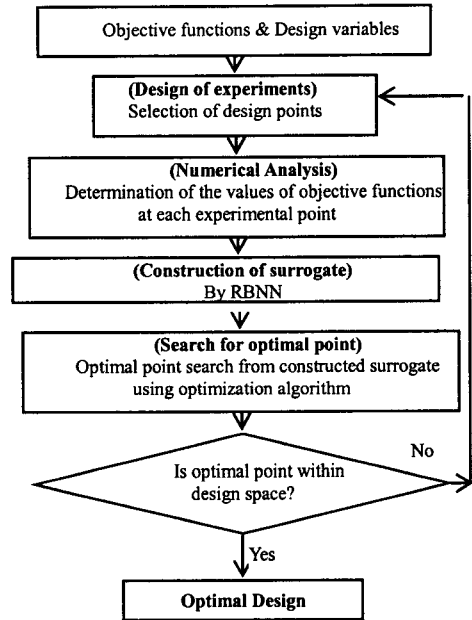 Objective functions & Design variables
(Design of experiments)
Selection of design points
(Numerical Analysis)
Determination of the values of objective functions
at each experimental point
(Construction of surrogate)
By RBNN
(Search for optimal point)
Optimal point search from constructed surrogate
using optimization algorithm
No
Is optimal point within
design space?
Yes
Optimal Design